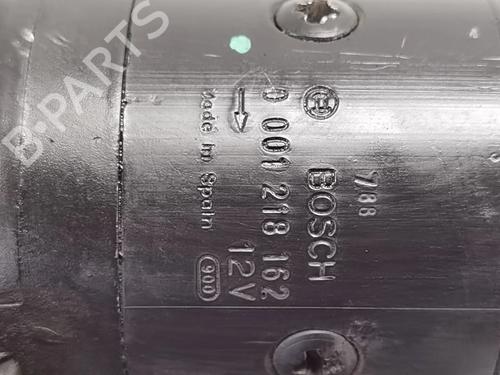 7/88
BOSCH
0 001 218 162
12V
Made in Spain
900
B-PARTS